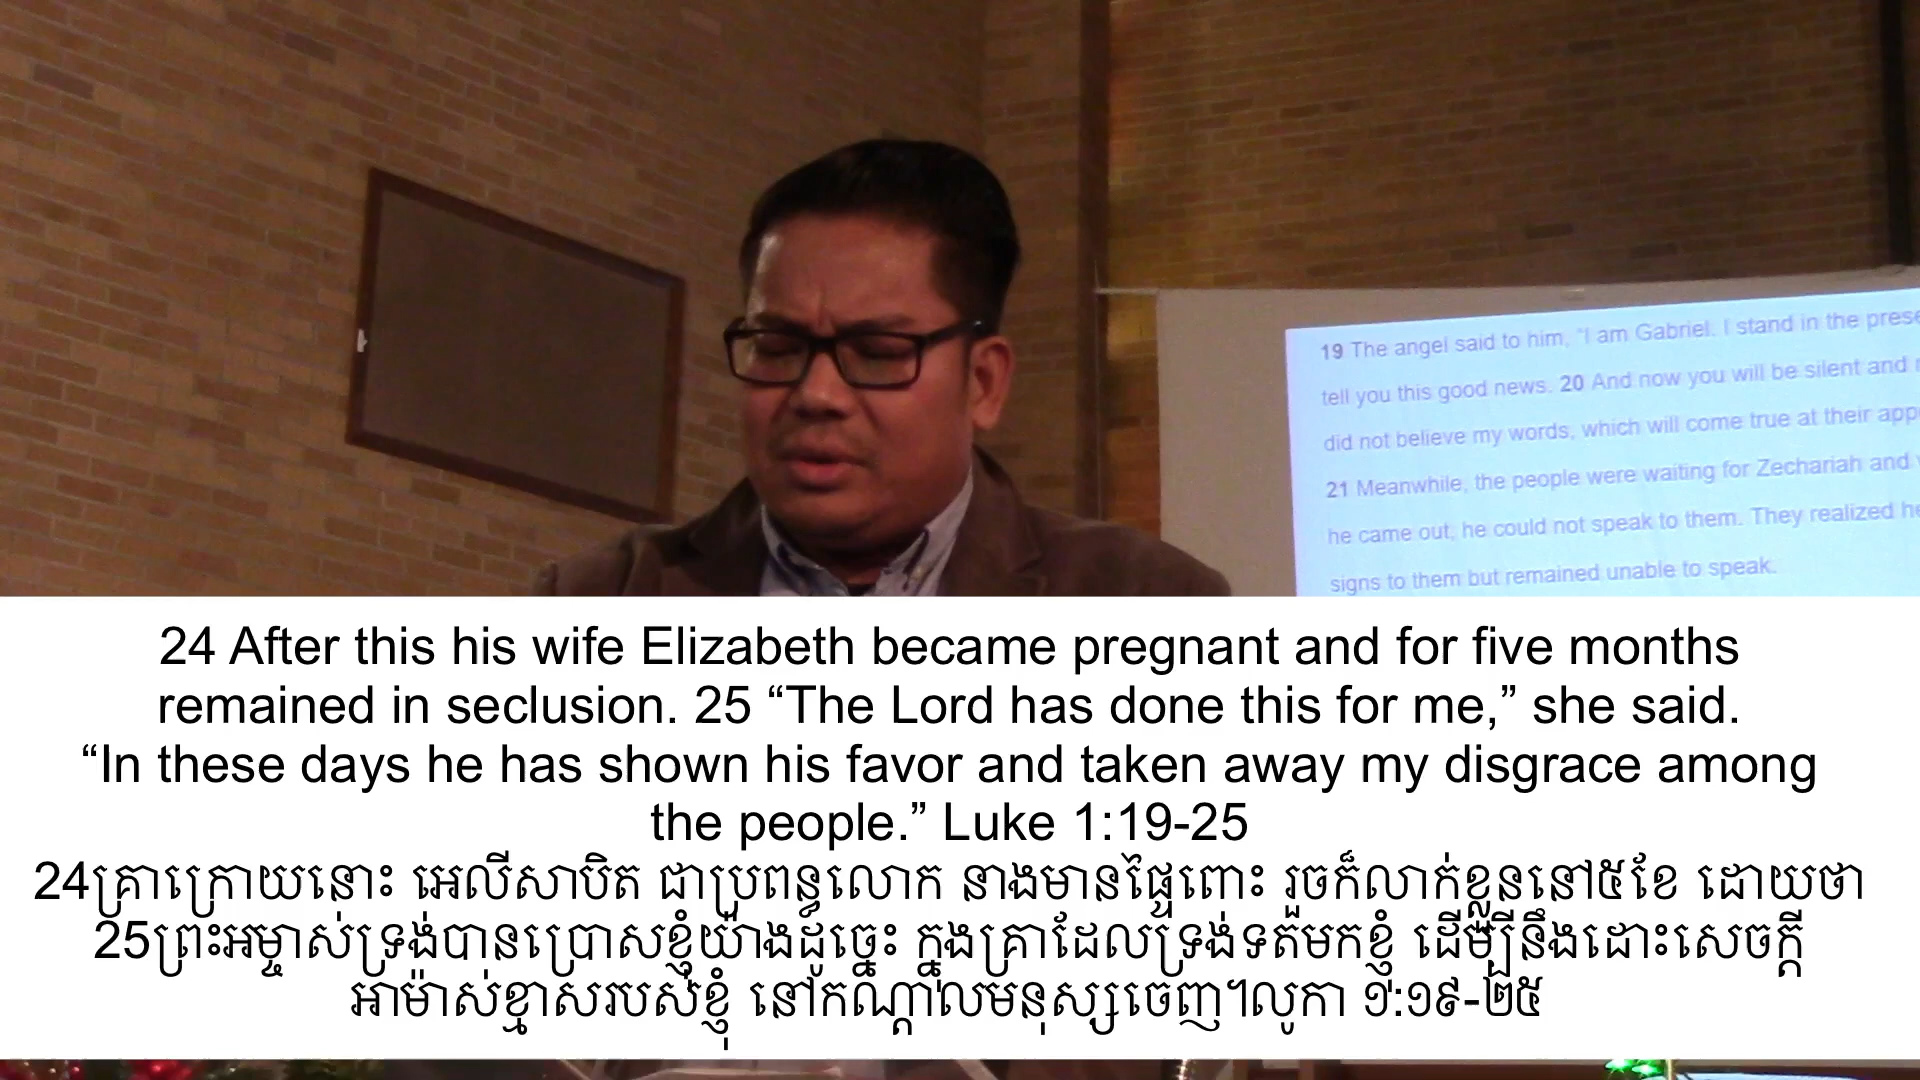 19 The angel said to him, "I am Gabriel. I stand in the
tell you this good news. 20 And now you will be silent and
did not believe my words, which will come true at their
21 Meanwhile, the people were waiting for Zechariah and
he came out, he could not speak to them. They realized
signs to them but remained unable to speak.
24 After this his wife Elizabeth became pregnant and for five months
remained in seclusion. 25 “The Lord has done this for me,” she said.
“In these days he has shown his favor and taken away my disgrace among
the people.” Luke 1:19-25
24គ្រាក្រោយនោះ អេលីសាបិត ជាប្រពន្ធលោក នាងមានផ្ទៃពោះ រួចក៏លាក់ខ្លួននៅ៥ខែ ដោយថា
25ព្រះអម្ចាស់ទ្រង់បានប្រោសខ្ញុំយ៉ាងដូច្នេះ ក្នុងគ្រាដែលទ្រង់ទតមកខ្ញុំ ដើម្បីនឹងដោះសេចក្តី
អាម៉ាស់ខ្មាសរបស់ខ្ញុំ នៅកណ្តាលមនុស្សចេញ។លូកា ១:១៩-២៥